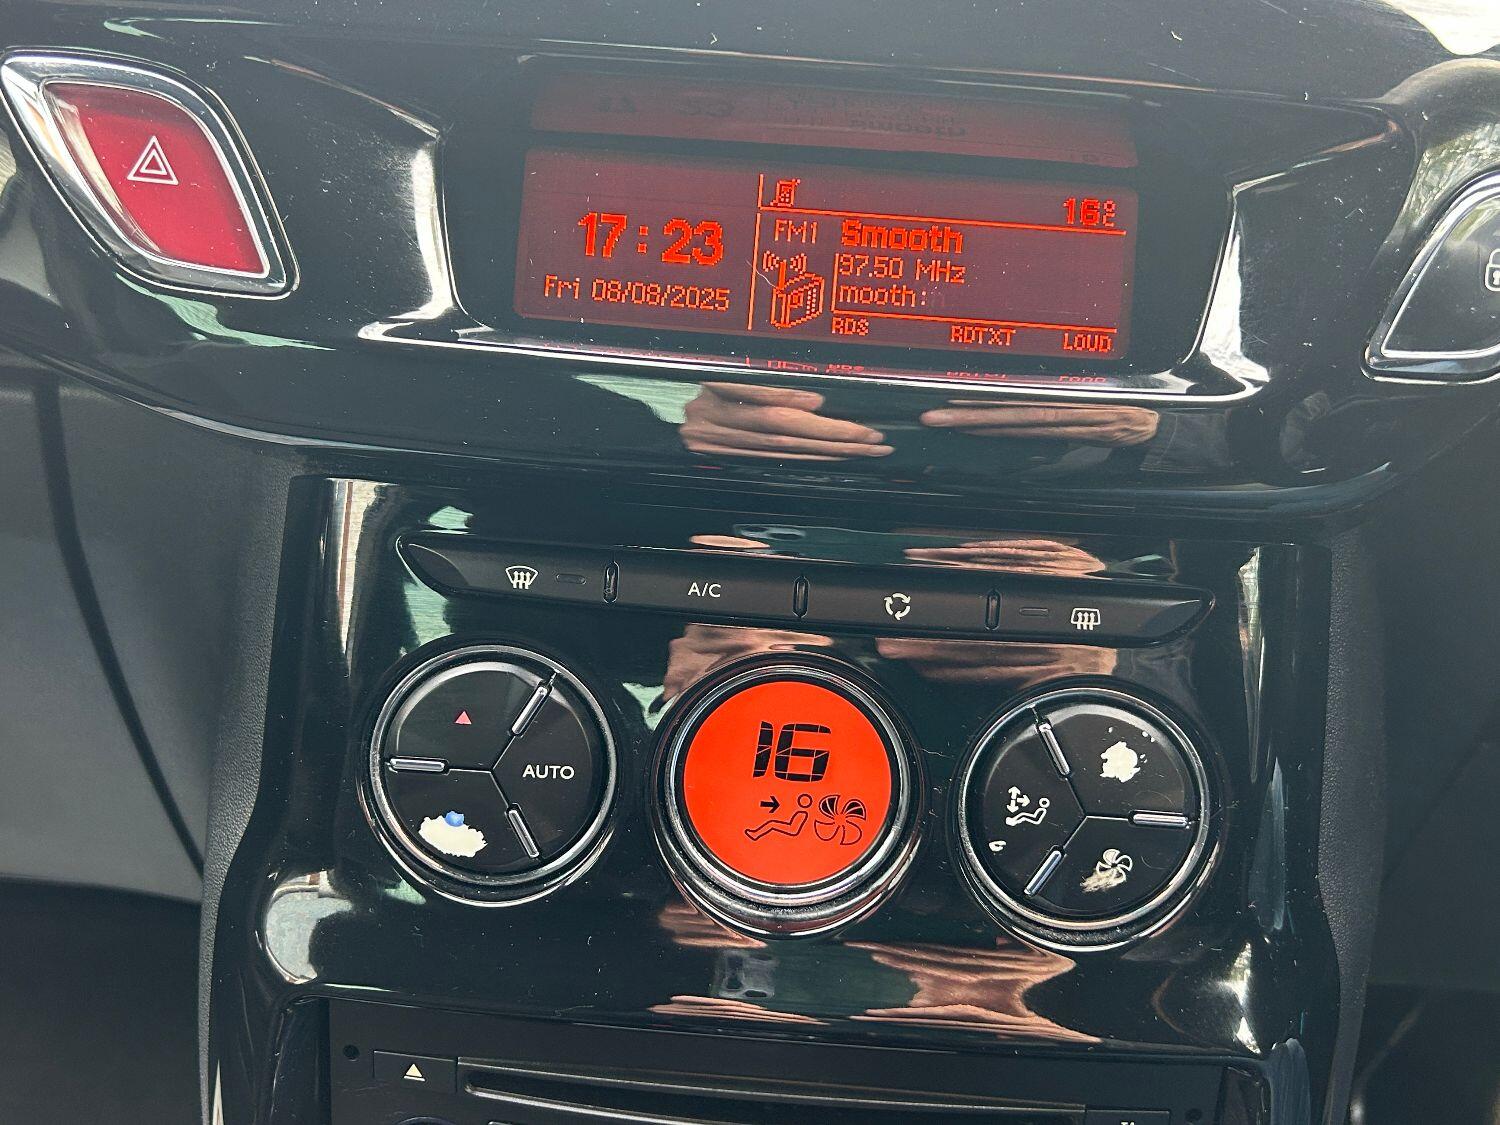 17:23
Fri 08/08/2025
16°C
FM1 Smooth
97.50 MHz
mooth:
RDS RDTXT LOUD
A/C
AUTO
16